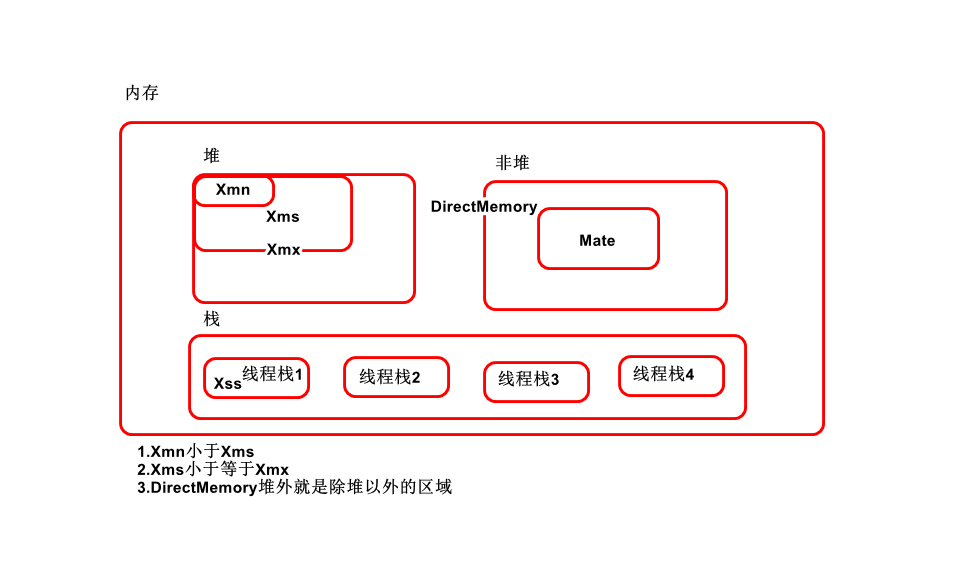 内存
堆
非堆
Xmn
DirectMemory
Xms
Mate
Xmx
栈
线程栈1
Xss
线程栈2
线程栈3
线程栈4
1.Xmn小于Xms
2.Xms小于等于Xmx
3.DirectMemory堆外就是除堆以外的区域